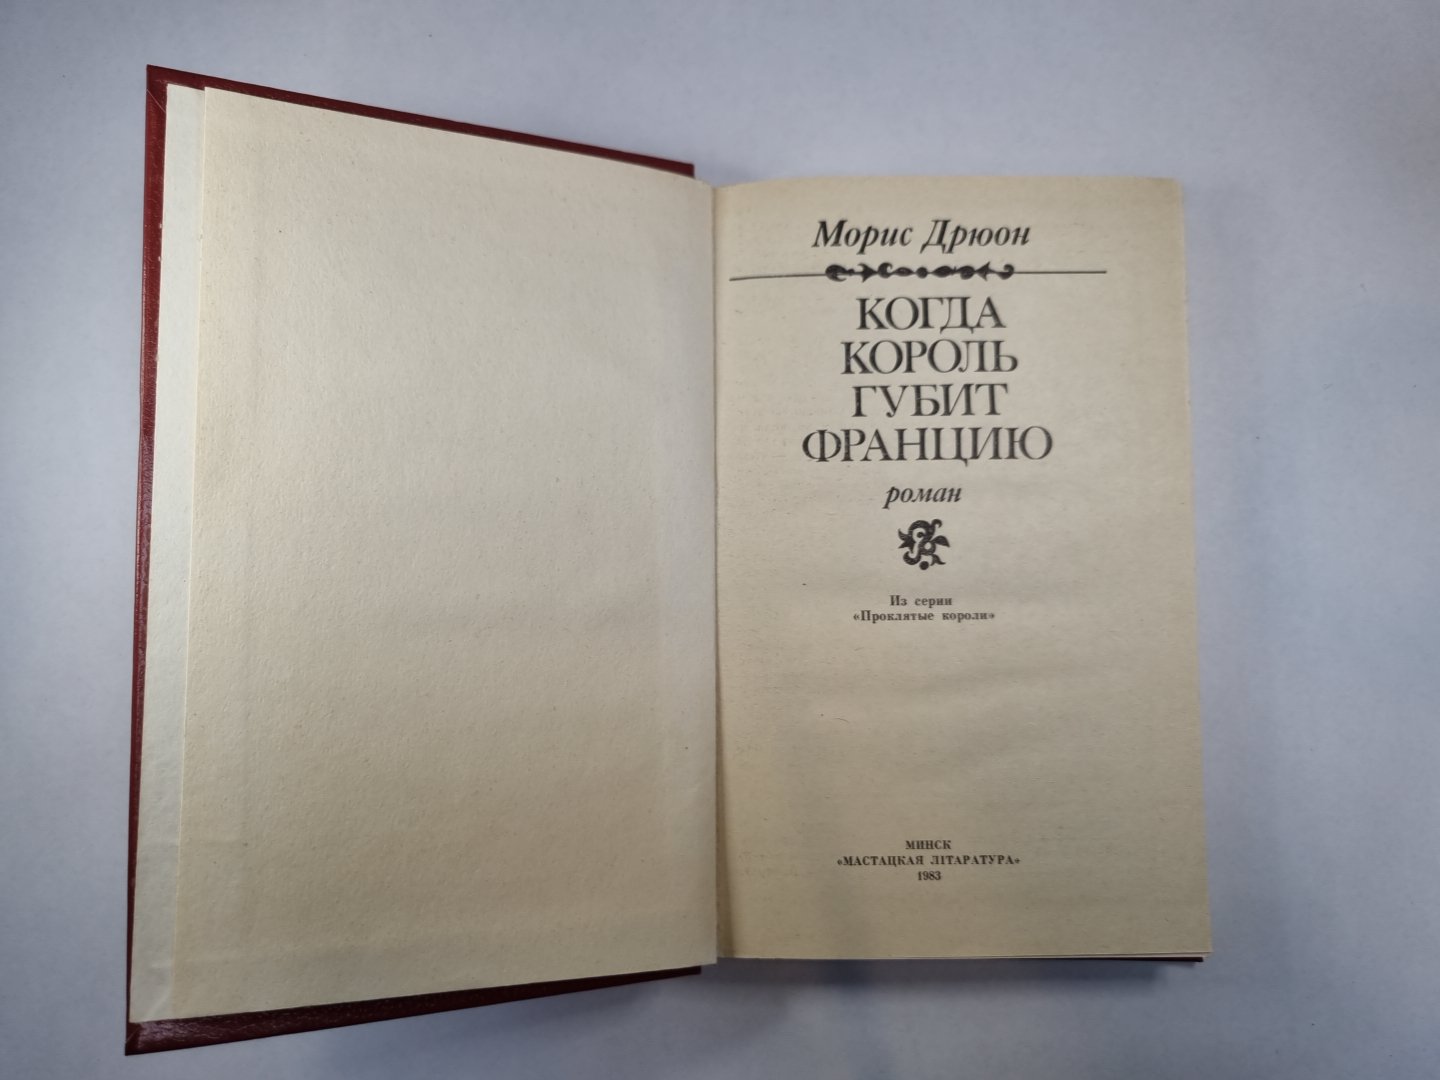 Морис Дрюон
КОГДА
КОРОЛЬ
ГУБИТ
ФРАНЦИЮ
роман
Из серии
«Проклятые короли»
МИНСК
«МАСТАЦКАЯ ЛІТАРАТУРА»
1983